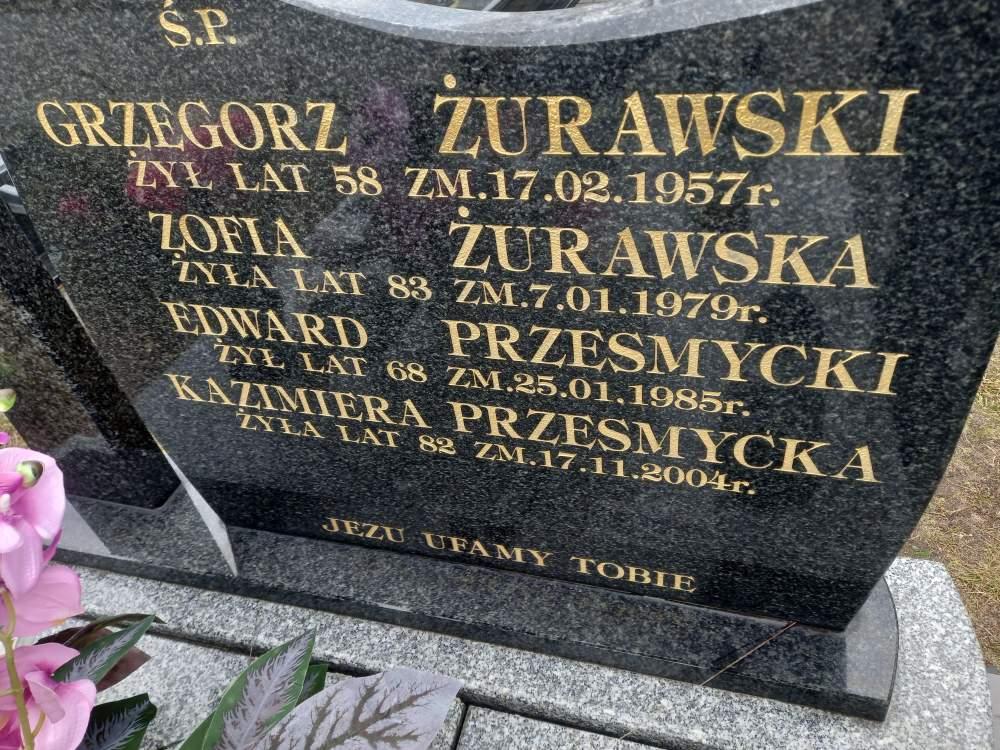 Ś.P.
GRZEGORZ ŻURAWSKI
ŻYŁ LAT 58 ZM.17.02.1957r.
ZOFIA ŻURAWSKA
ŻYŁA LAT 83 ZM.7.01.1979r.
EDWARD PRZESMYCKI
ŻYŁ LAT 68 ZM.25.01.1985r.
KAZIMIERA PRZESMYCKA
ŻYŁA LAT 82 ZM.17.11.2004r.
JEZU UFAMY TOBIE